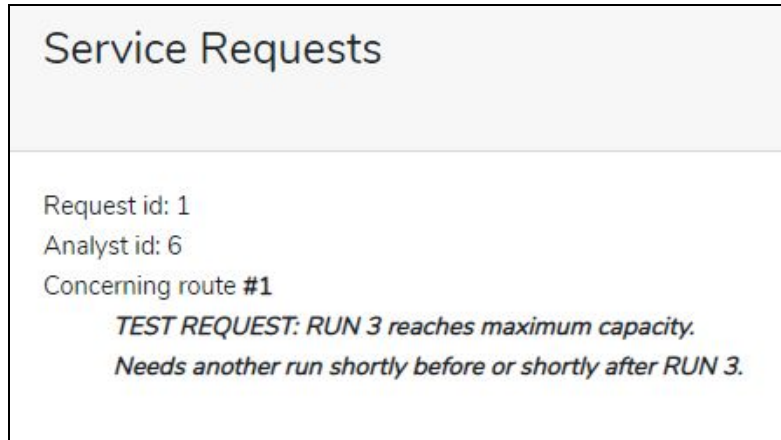 Service Requests
Request id: 1
Analyst id: 6
Concerning route #1
TEST REQUEST: RUN 3 reaches maximum capacity.
Needs another run shortly before or shortly after RUN 3.